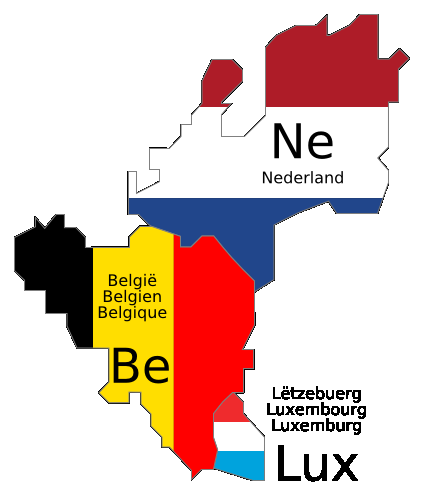 Ne
Nederland
België
Belgien
Belgique
Be
Lëtzebuerg
Luxembourg
Luxemburg
Lux